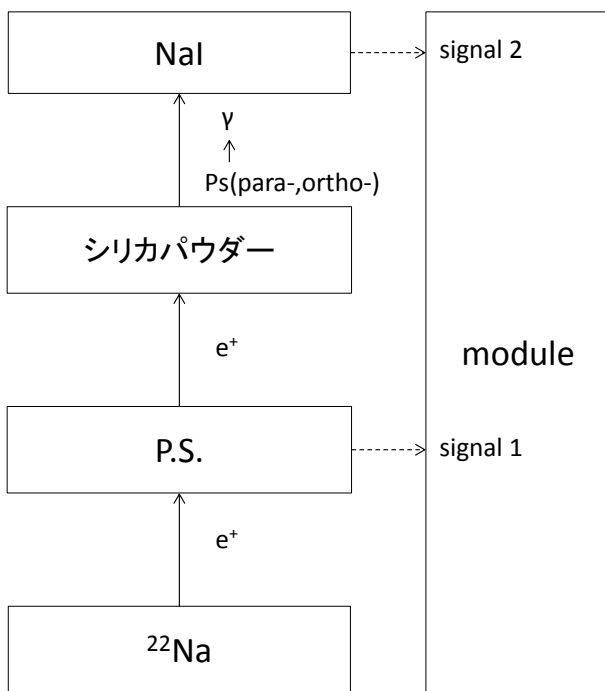 NaI
signal 2
γ
Ps(para-,ortho-)
シリカパウダー
e⁺
module
P.S.
signal 1
e⁺
²²Na